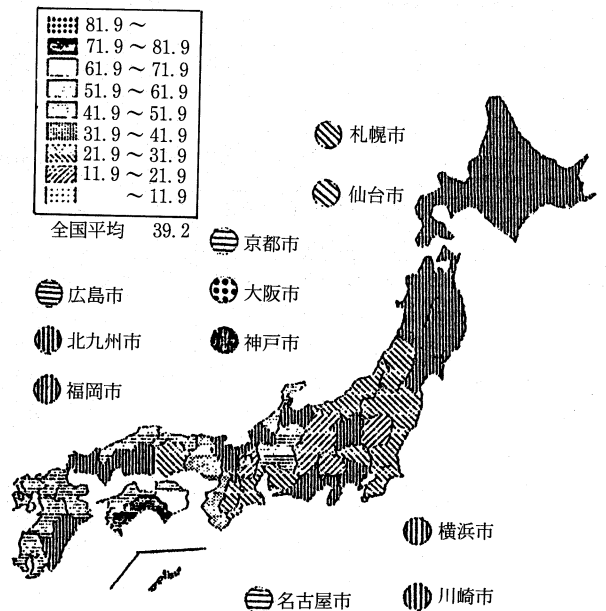 81.9～
71.9～81.9
61.9～71.9
51.9～61.9
41.9～51.9
31.9～41.9
21.9～31.9
11.9～21.9
～11.9
全国平均 39.2
札幌市
仙台市
京都市
広島市
大阪市
北九州市
神戸市
福岡市
横浜市
名古屋市
川崎市